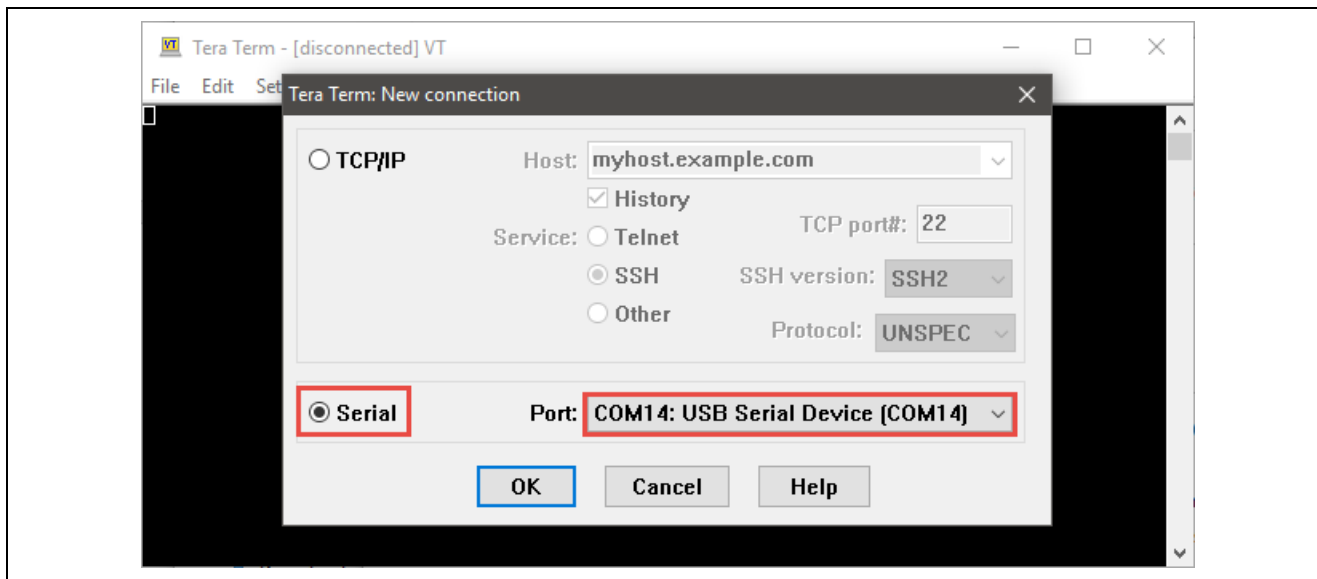 VT Tera Term - [disconnected] VT
File Edit Set
Tera Term: New connection
TCP/IP Host: myhost.example.com
History
Service: Telnet TCP port#: 22
SSH SSH version: SSH2
Other Protocol: UNSPEC
Serial Port: COM14: USB Serial Device (COM14)
OK Cancel Help